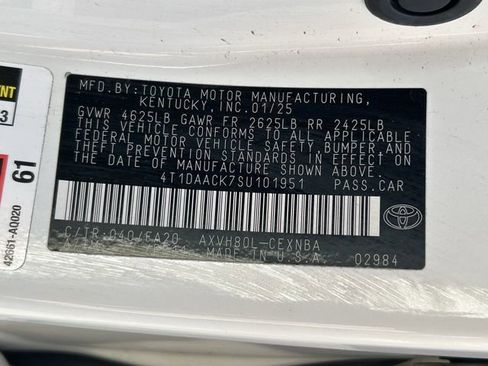 MFD.BY:TOYOTA MOTOR MANUFACTURING,
KENTUCKY,INC.01/25
GVWR 4625LB GAWR FR 2625LB RR 2425LB
THIS VEHICLE CONFORMS TO ALL APPLICABLE
FEDERAL MOTOR VEHICLE SAFETY,BUMPER,AND
THEFT PREVENTION STANDARDS IN EFFECT ON
THE DATE OF MANUFACTURE SHOWN ABOVE.
4T1DAACK7SU101951 PASS.CAR
C/TR:040/EA20 AXVH80L-CEXNBA
MADE IN U.S.A. 02984
TOYOTA
61
42661-A0020